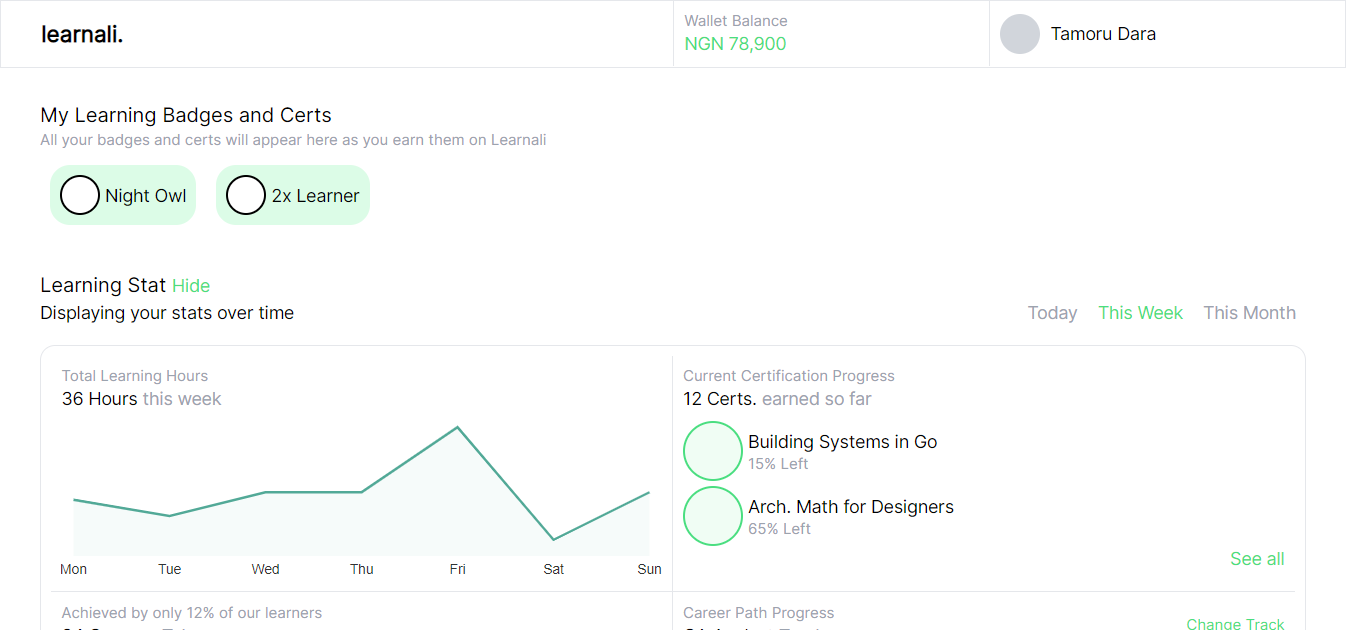 learnali.
Wallet Balance
NGN 78,900
Tamoru Dara
My Learning Badges and Certs
All your badges and certs will appear here as you earn them on Learnali
Night Owl
2x Learner
Learning Stat Hide
Displaying your stats over time
Today This Week This Month
Total Learning Hours
36 Hours this week
Mon Tue Wed Thu Fri Sat Sun
Current Certification Progress
12 Certs. earned so far
Building Systems in Go
15% Left
Arch. Math for Designers
65% Left
See all
Achieved by only 12% of our learners
Career Path Progress
Change Track